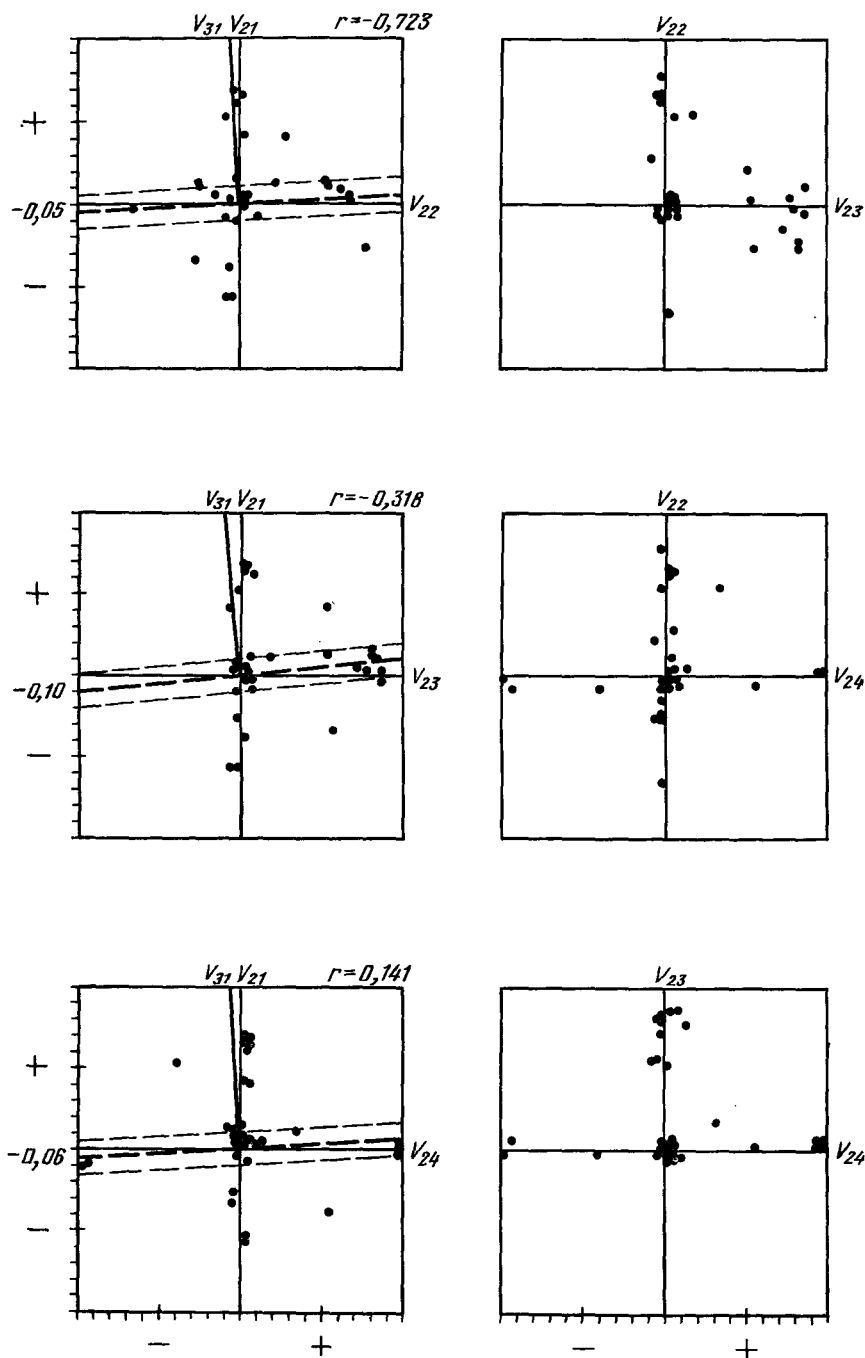 V31 V21 r=-0,723
V22
+
-0,05
V22
V23
-
V31 V21 r=-0,318
V22
+
-0,10
V23
V24
-
V31 V21 r=0,141
V23
+
-0,06
V24
V24
-
- +
- +